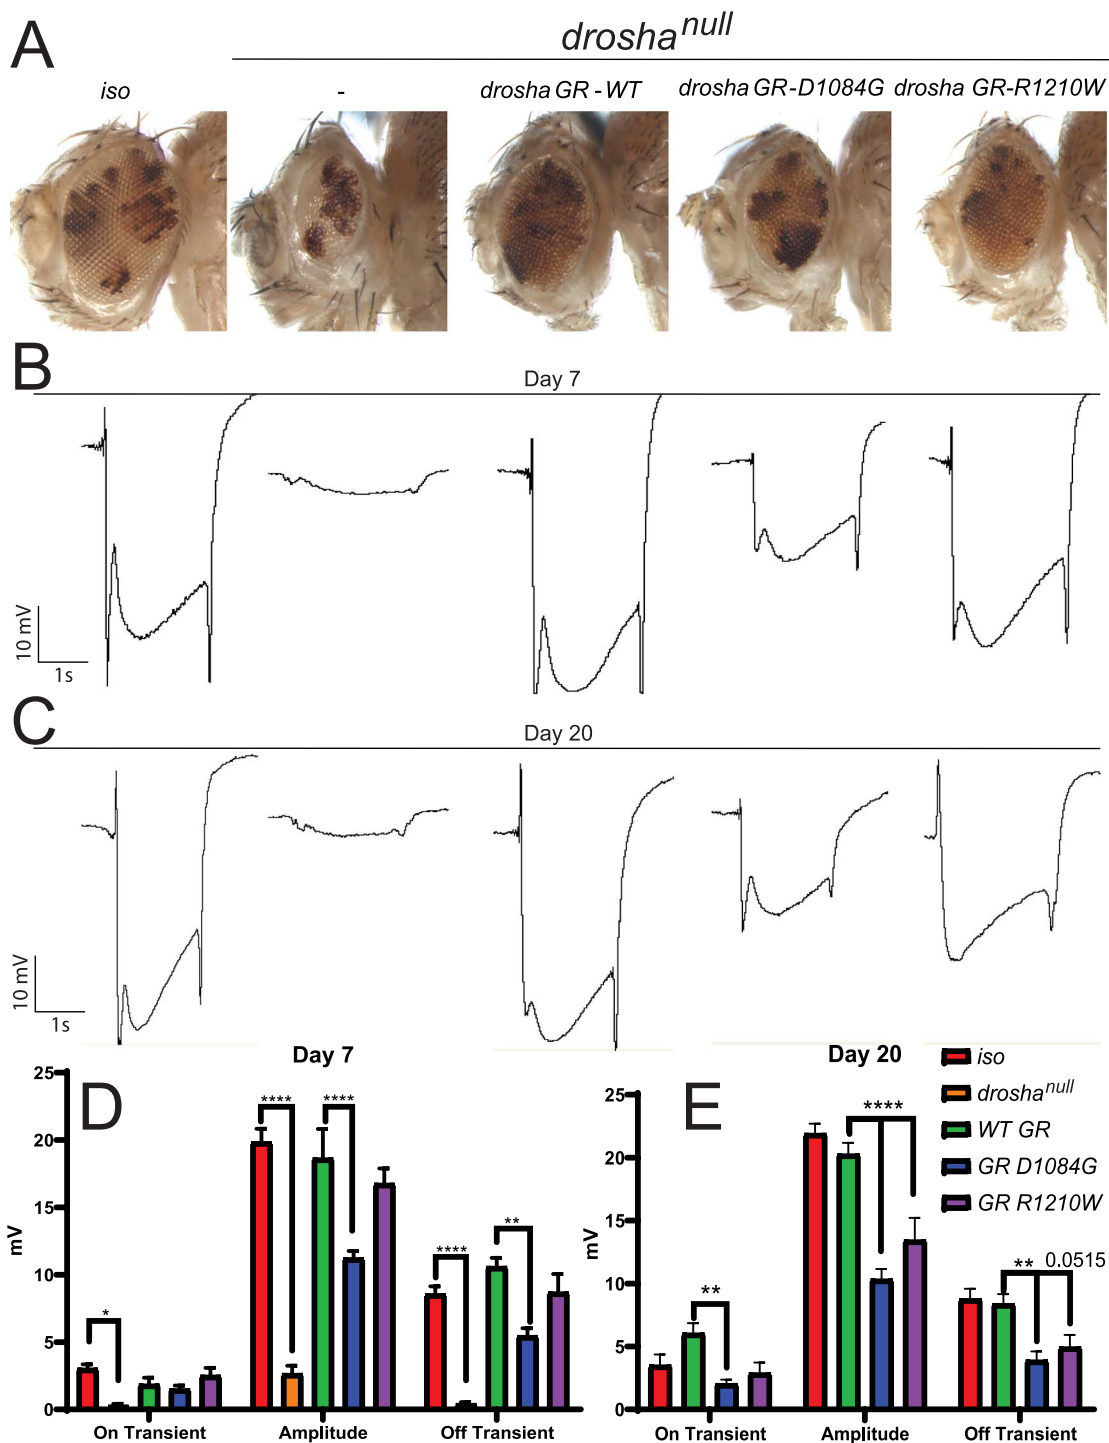 A
drosha null
iso
-
drosha GR - WT
drosha GR-D1084G
drosha GR-R1210W
B
Day 7
10 mV
1s
C
Day 20
10 mV
1s
Day 7
D
25
20
15
10
5
0
mV
*
****
****
****
**
On Transient
Amplitude
Off Transient
Day 20
E
25
20
15
10
5
0
mV
**
****
**
0.0515
On Transient
Amplitude
Off Transient
iso
drosha null
WT GR
GR D1084G
GR R1210W